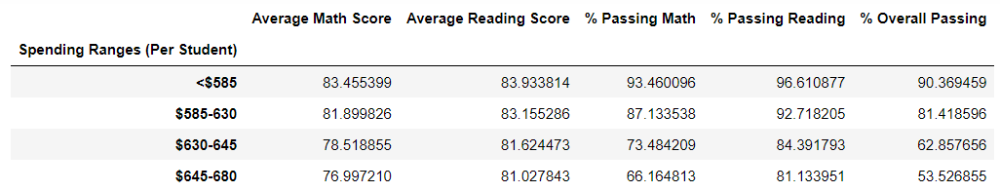 Average Math Score Average Reading Score % Passing Math % Passing Reading % Overall Passing
Spending Ranges (Per Student)
<$585 83.455399 83.933814 93.460096 96.610877 90.369459
$585-630 81.899826 83.155286 87.133538 92.718205 81.418596
$630-645 78.518855 81.624473 73.484209 84.391793 62.857656
$645-680 76.997210 81.027843 66.164813 81.133951 53.526855